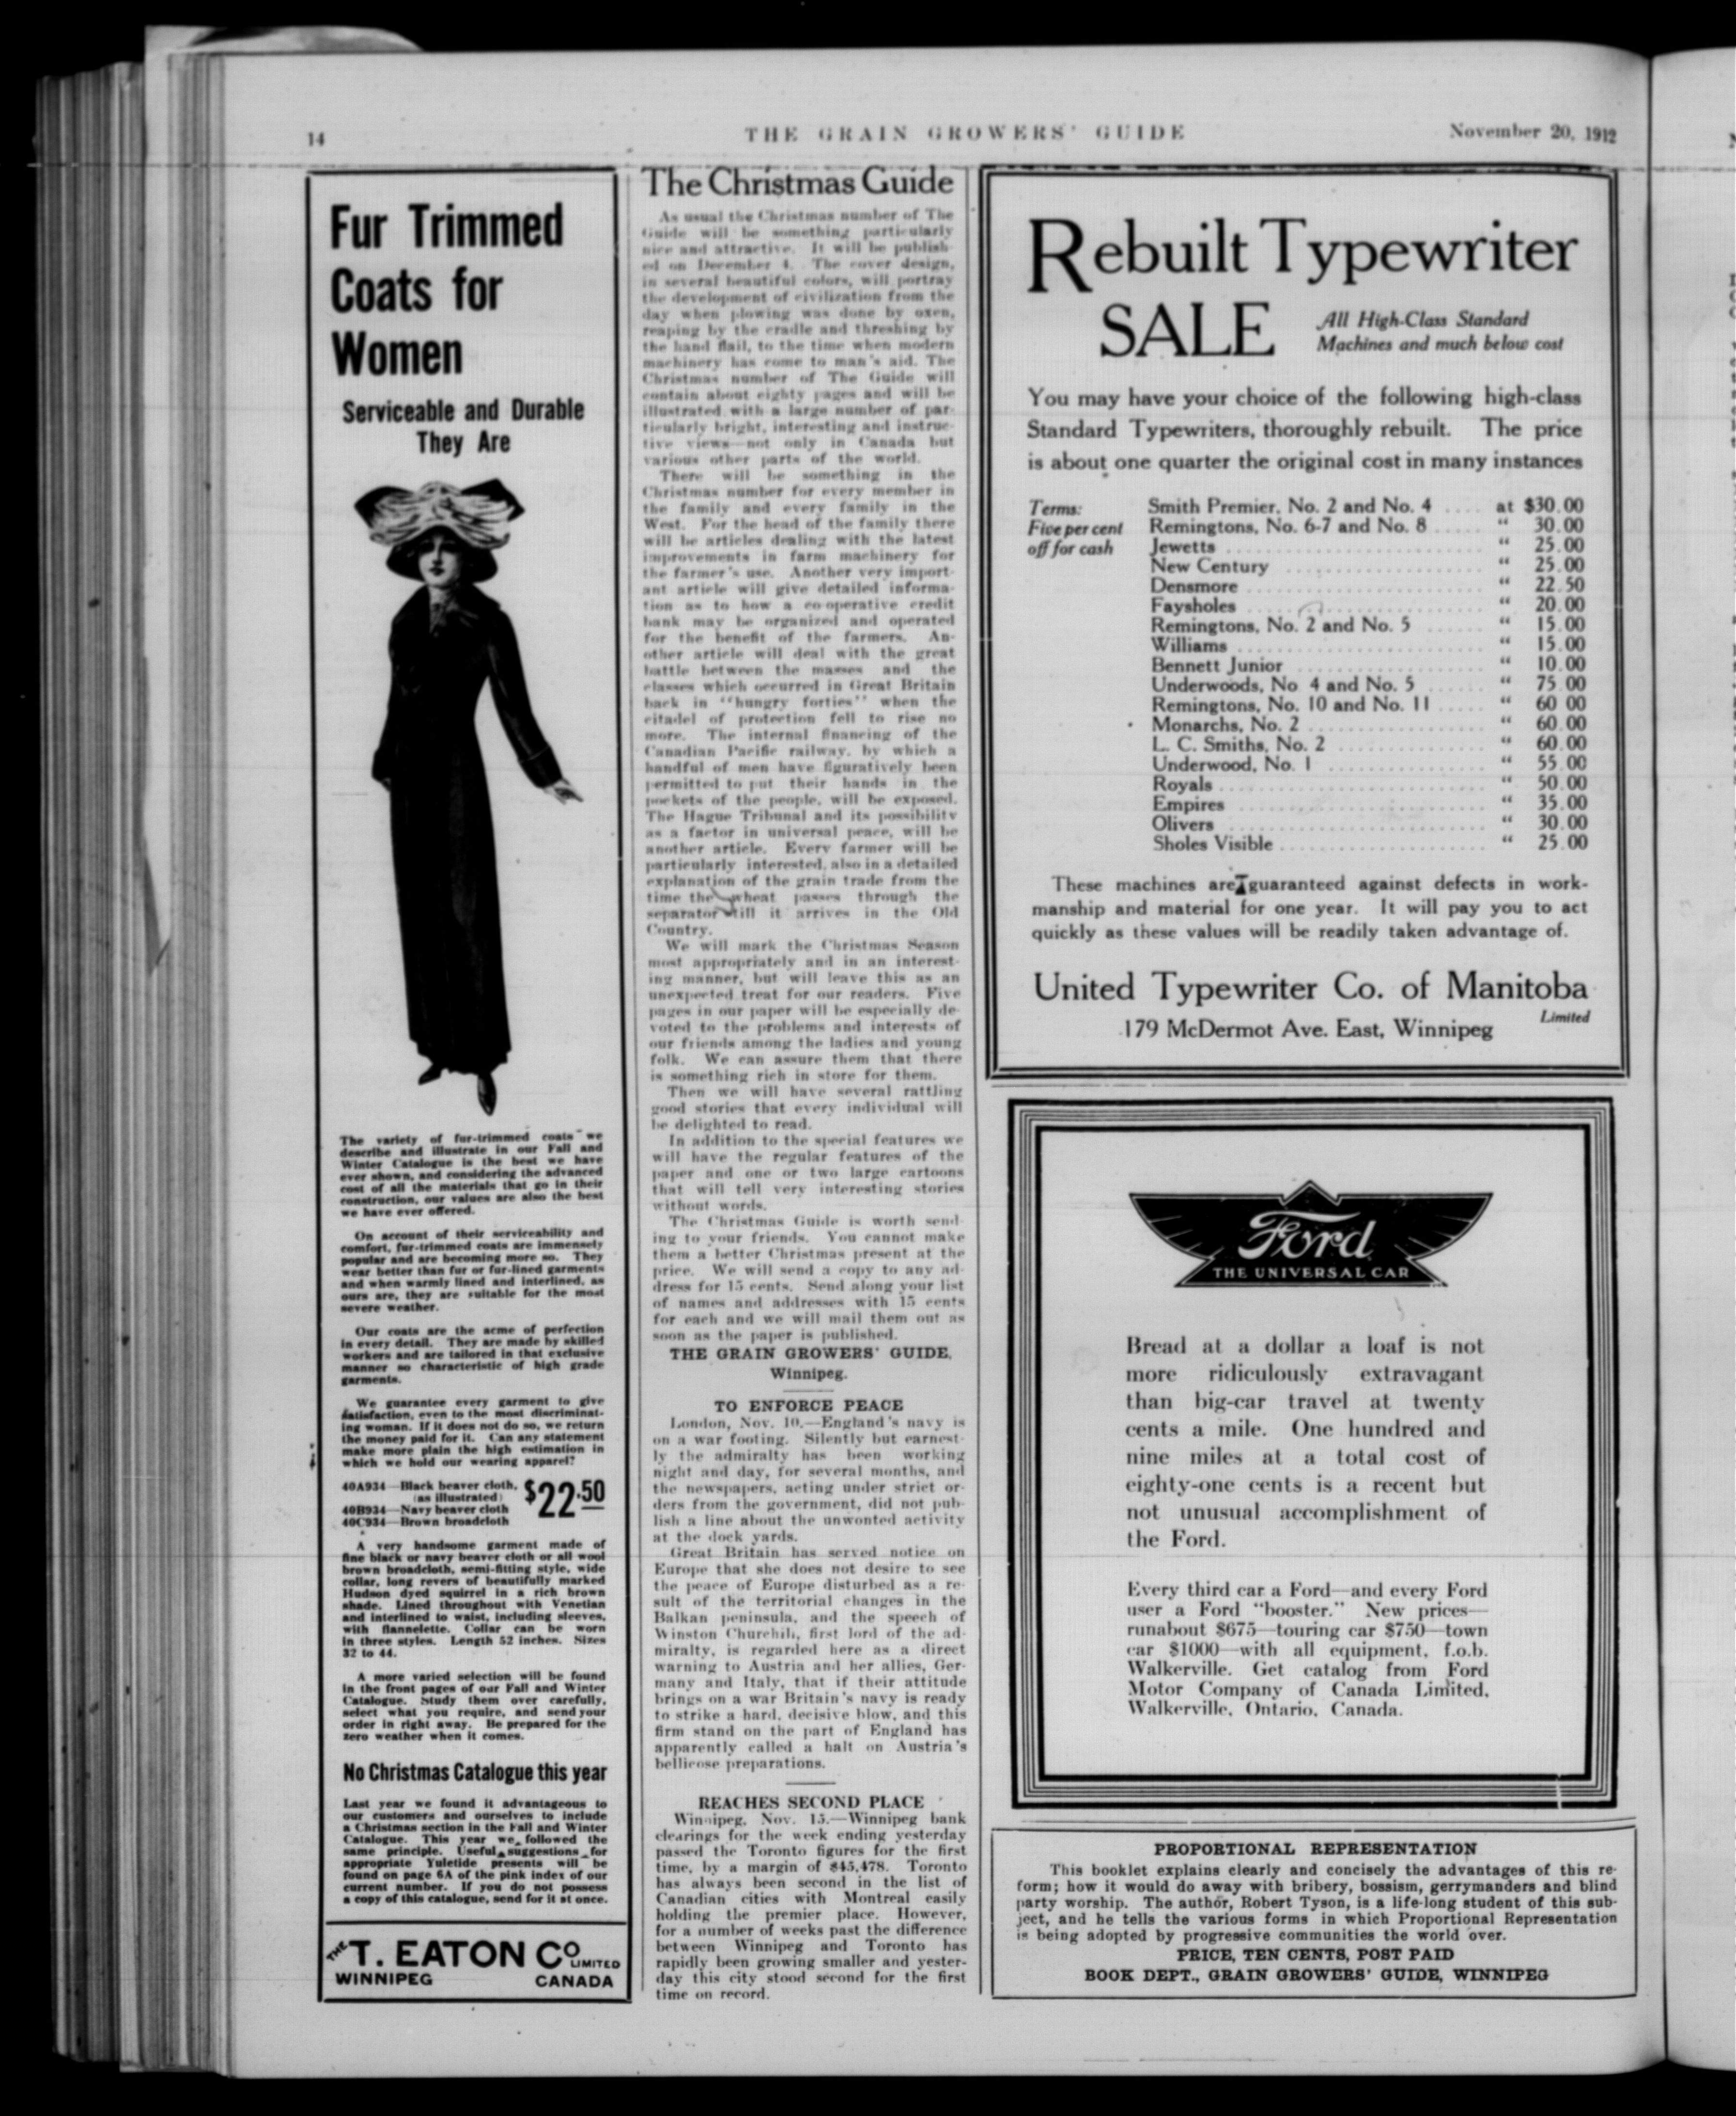 14
THE GRAIN GROWERS' GUIDE
November 20, 1912
Fur Trimmed
Coats for
Women
Serviceable and Durable
They Are
The variety of fur-trimmed coats we
describe and illustrate in our Fall and
Winter Catalogue is the best we have
ever shown, and considering the advanced
cost of all the materials that go in their
construction, our values are also the best
we have ever offered.
On account of their serviceability and
comfort, fur-trimmed coats are immensely
popular and are becoming more so. They
wear better than fur or fur-lined garments
and when warmly lined and interlined, as
ours are, they are suitable for the most
severe weather.
Our coats are the acme of perfection
in every detail. They are made by skilled
workers and are tailored in that exclusive
manner so characteristic of high grade
garments.
We guarantee every garment to give
satisfaction, even to the most discriminat-
ing woman. If it does not do so, we return
the money paid for it. Can any statement
make more plain the high estimation in
which we hold our wearing apparel?
40A934—Black beaver cloth,
(as illustrated)
40B934—Navy beaver cloth
40C934—Brown broadcloth
$22.50
A very handsome garment made of
fine black or navy beaver cloth or all wool
brown broadcloth, semi-fitting style, wide
collar, long revers of beautifully marked
Hudson dyed squirrel in a rich brown
shade. Lined throughout with Venetian
and interlined to waist, including sleeves,
with flannelette. Collar can be worn
in three styles. Length 52 inches. Sizes
32 to 44.
A more varied selection will be found
in the front pages of our Fall and Winter
Catalogue. Study them over carefully,
select what you require, and send your
order in right away. Be prepared for the
zero weather when it comes.
No Christmas Catalogue this year
Last year we found it advantageous to
our customers and ourselves to include
a Christmas section in the Fall and Winter
Catalogue. This year we followed the
same principle. Useful suggestions for
appropriate Yuletide presents will be
found on page 6A of the pink index of our
current number. If you do not possess
a copy of this catalogue, send for it at once.
THE T. EATON CO. LIMITED
WINNIPEG CANADA
The Christmas Guide
As usual the Christmas number of The
Guide will be something particularly
nice and attractive. It will be publish-
ed on December 4. The cover design,
in several beautiful colors, will portray
the development of civilization from the
day when plowing was done by oxen,
reaping by the cradle and threshing by
the hand flail, to the time when modern
machinery has come to man's aid. The
Christmas number of The Guide will
contain about eighty pages and will be
illustrated with a large number of par-
ticularly bright, interesting and instruc-
tive views—not only in Canada but
various other parts of the world.
There will be something in the
Christmas number for every member in
the family and every family in the
West. For the head of the family there
will be articles dealing with the latest
improvements in farm machinery for
the farmer's use. Another very import-
ant article will give detailed informa-
tion as to how a co-operative credit
bank may be organized and operated
for the benefit of the farmers. An-
other article will deal with the great
battle between the masses and the
classes which occurred in Great Britain
back in "hungry forties" when the
citadel of protection fell to rise no
more. The internal financing of the
Canadian Pacific railway, by which a
handful of men have figuratively been
permitted to put their hands in the
pockets of the people, will be exposed.
The Hague Tribunal and its possibility
as a factor in universal peace, will be
another article. Every farmer will be
particularly interested, also in a detailed
explanation of the grain trade from the
time the wheat passes through the
separator till it arrives in the Old
Country.
We will mark the Christmas Season
most appropriately and in an interest-
ing manner, but will leave this as an
unexpected treat for our readers. Five
pages in our paper will be especially de-
voted to the problems and interests of
our friends among the ladies and young
folk. We can assure them that there
is something rich in store for them.
Then we will have several rattling
good stories that every individual will
be delighted to read.
In addition to the special features we
will have the regular features of the
paper and one or two large cartoons
that will tell very interesting stories
without words.
The Christmas Guide is worth send-
ing to your friends. You cannot make
them a better Christmas present at the
price. We will send a copy to any ad-
dress for 15 cents. Send along your list
of names and addresses with 15 cents
for each and we will mail them out as
soon as the paper is published.
THE GRAIN GROWERS' GUIDE,
Winnipeg.
TO ENFORCE PEACE
London, Nov. 10.—England's navy is
on a war footing. Silently but earnest-
ly the admiralty has been working
night and day, for several months, and
the newspapers, acting under strict or-
ders from the government, did not pub-
lish a line about the unwonted activity
at the dock yards.
Great Britain has served notice on
Europe that she does not desire to see
the peace of Europe disturbed as a re-
sult of the territorial changes in the
Balkan peninsula, and the speech of
Winston Churchill, first lord of the ad-
miralty, is regarded here as a direct
warning to Austria and her allies, Ger-
many and Italy, that if their attitude
brings on a war Britain's navy is ready
to strike a hard, decisive blow, and this
firm stand on the part of England has
apparently called a halt on Austria's
bellicose preparations.
REACHES SECOND PLACE
Winnipeg, Nov. 15.—Winnipeg bank
clearings for the week ending yesterday
passed the Toronto figures for the first
time, by a margin of $45,478. Toronto
has always been second in the list of
Canadian cities with Montreal easily
holding the premier place. However,
for a number of weeks past the difference
between Winnipeg and Toronto has
rapidly been growing smaller and yester-
day this city stood second for the first
time on record.
Rebuilt Typewriter
SALE
All High-Class Standard
Machines and much below cost
You may have your choice of the following high-class
Standard Typewriters, thoroughly rebuilt. The price
is about one quarter the original cost in many instances
Terms:
Five per cent
off for cash
Smith Premier, No. 2 and No. 4 .... at $30.00
Remingtons, No. 6-7 and No. 8 ..... " 30.00
Jewetts ..... " 25.00
New Century ..... " 25.00
Densmore ..... " 22.50
Faysholes ..... " 20.00
Remingtons, No. 2 and No. 5 ...... " 15.00
Williams ..... " 15.00
Bennett Junior ..... " 10.00
Underwoods, No 4 and No. 5 ...... " 75.00
Remingtons, No. 10 and No. 11 ..... " 60 00
Monarchs, No. 2 ..... " 60.00
L. C. Smiths, No. 2 ..... " 60.00
Underwood, No. 1 ..... " 55.00
Royals ..... " 50.00
Empires ..... " 35.00
Olivers ..... " 30.00
Sholes Visible ..... " 25.00
These machines are guaranteed against defects in work-
manship and material for one year. It will pay you to act
quickly as these values will be readily taken advantage of.
United Typewriter Co. of Manitoba
Limited
179 McDermot Ave. East, Winnipeg
Ford
THE UNIVERSAL CAR
Bread at a dollar a loaf is not
more ridiculously extravagant
than big-car travel at twenty
cents a mile. One hundred and
nine miles at a total cost of
eighty-one cents is a recent but
not unusual accomplishment of
the Ford.
Every third car a Ford—and every Ford
user a Ford "booster." New prices—
runabout $675—touring car $750—town
car $1000—with all equipment, f.o.b.
Walkerville. Get catalog from Ford
Motor Company of Canada Limited,
Walkerville, Ontario, Canada.
PROPORTIONAL REPRESENTATION
This booklet explains clearly and concisely the advantages of this re-
form; how it would do away with bribery, bossism, gerrymanders and blind
party worship. The author, Robert Tyson, is a life-long student of this sub-
ject, and he tells the various forms in which Proportional Representation
is being adopted by progressive communities the world over.
PRICE, TEN CENTS, POST PAID
BOOK DEPT., GRAIN GROWERS' GUIDE, WINNIPEG